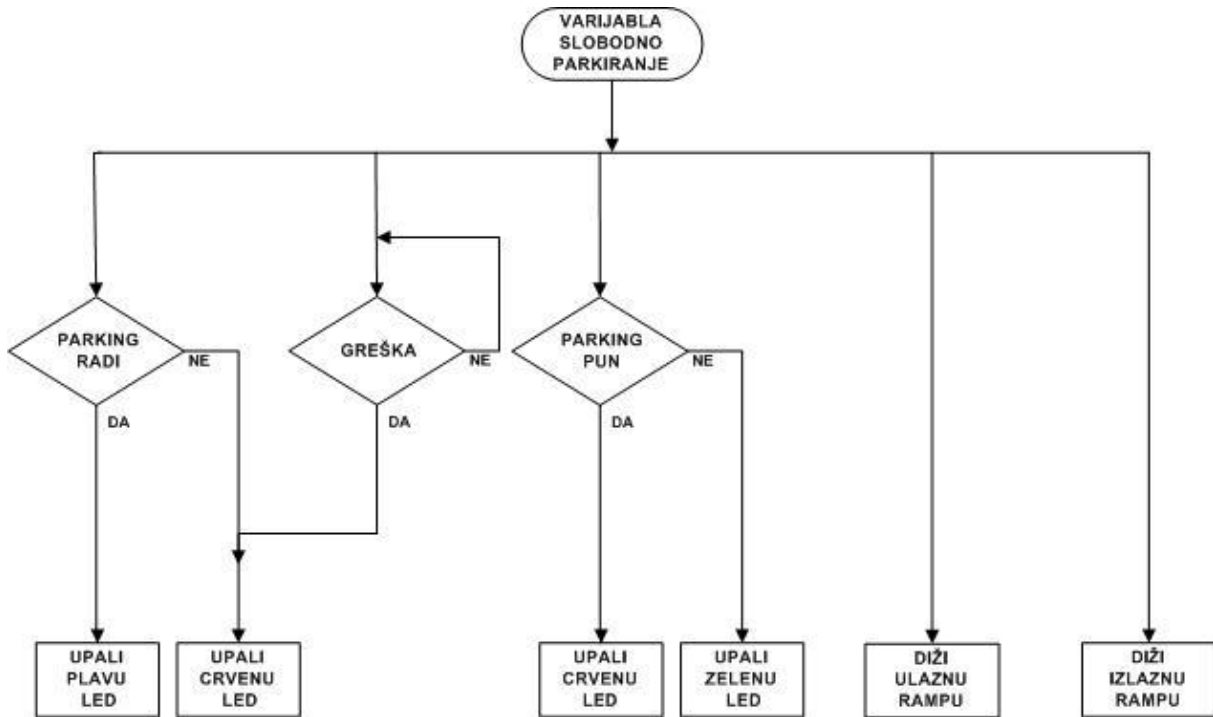 VARIJABLA
SLOBODNO
PARKIRANJE
PARKING
RADI
NE
DA
GREŠKA
NE
DA
PARKING
PUN
NE
DA
UPALI
PLAVU
LED
UPALI
CRVENU
LED
UPALI
CRVENU
LED
UPALI
ZELENU
LED
DIŽI
ULAZNU
RAMPU
DIŽI
IZLAZNU
RAMPU